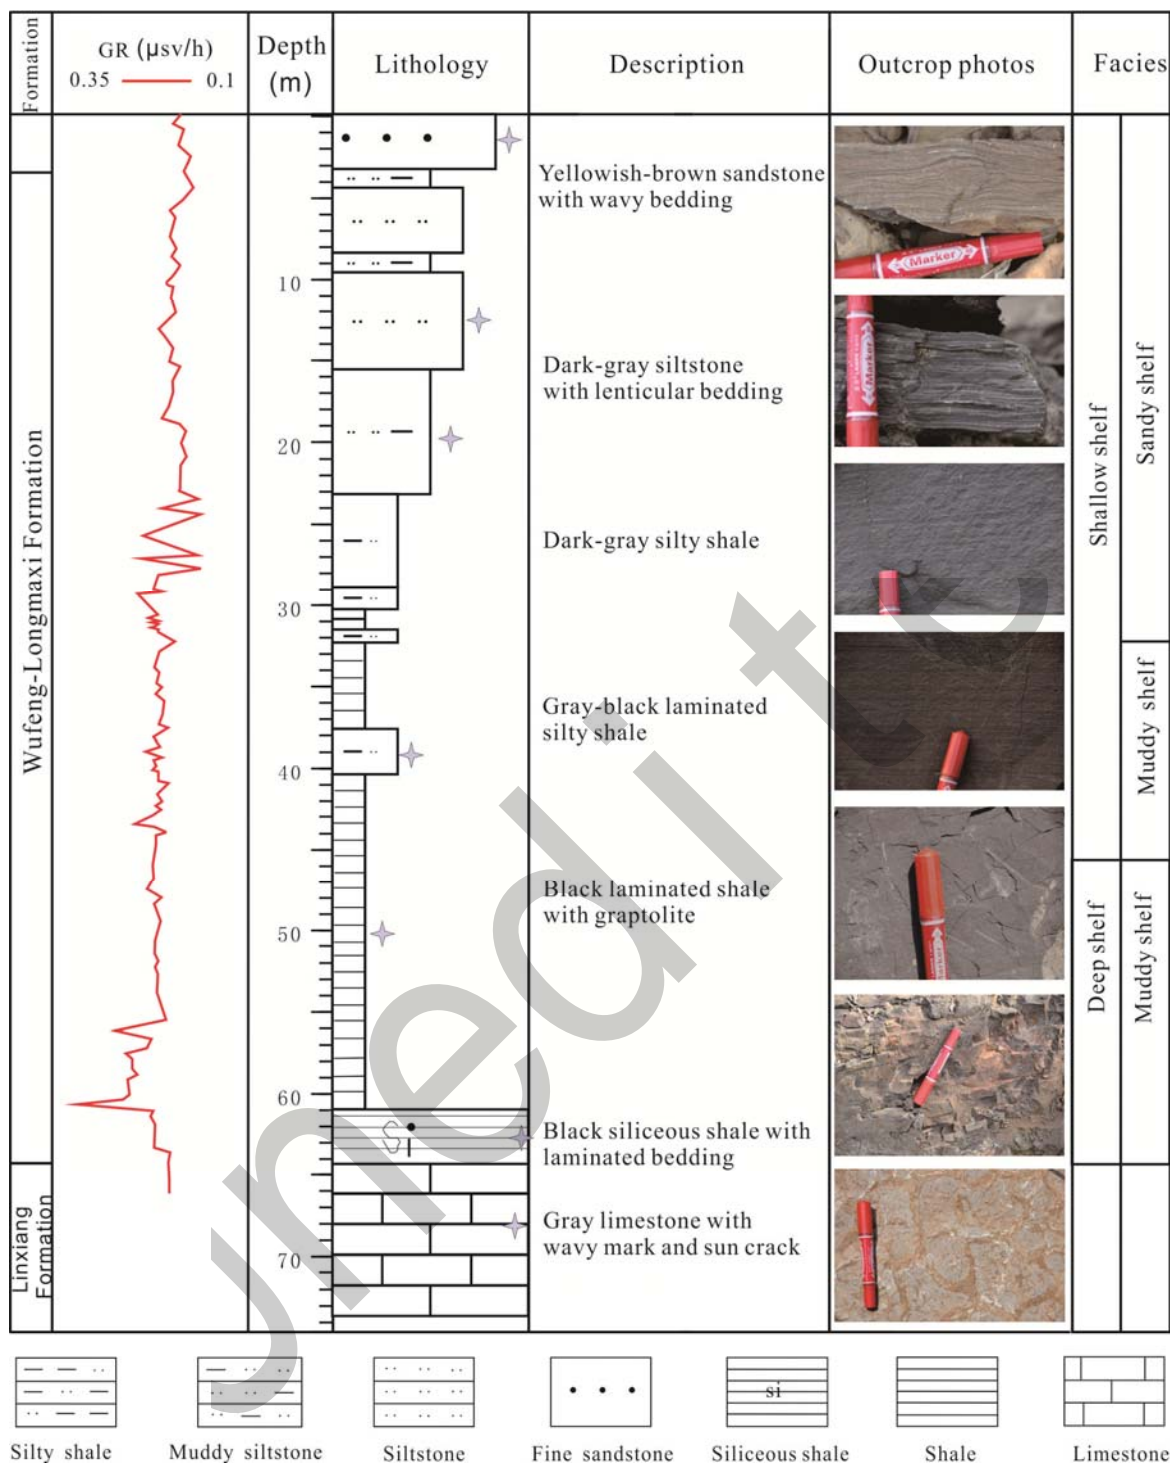 Formation
GR (μsv/h)
0.35
0.1
Depth
(m)
Lithology
Description
Outcrop photos
Facies
Wufeng-Longmaxi Formation
Linxiang
Formation
10
20
30
40
50
60
70
Yellowish-brown sandstone
with wavy bedding
Dark-gray siltstone
with lenticular bedding
Dark-gray silty shale
Gray-black laminated
silty shale
Black laminated shale
with graptolite
Black siliceous shale with
laminated bedding
Gray limestone with
wavy mark and sun crack
Marker
Marker
Marker
Shallow shelf
Deep shelf
Sandy shelf
Muddy shelf
Muddy shelf
uned ite
si
Silty shale
Muddy siltstone
Siltstone
Fine sandstone
Siliceous shale
Shale
Limestone